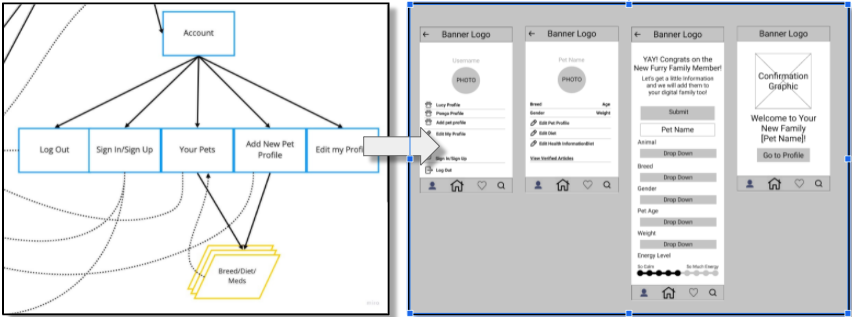 Account
Log Out
Sign In/Sign Up
Your Pets
Add New Pet
Profile
Edit my Profi
Breed/Diet/
Meds
Banner Logo
Username
PHOTO
Lucy Profile
Pongo Profile
Add pet profile
Edit My Profile
Sign In/Sign Up
Log Out
Banner Logo
Pet Name
PHOTO
Breed Age
Gender Weight
Edit Pet Profile
Edit Diet
Edit Health InformationDiet
View Verified Articles
Banner Logo
YAY! Congrats on the
New Furry Family Member!
Let's get a little information
and we will add them to
your digital family too!
Submit
Pet Name
Animal
Drop Down
Breed
Drop Down
Gender
Drop Down
Pet Age
Drop Down
Weight
Drop Down
Energy Level
So Calm So Much Energy
Banner Logo
Confirmation
Graphic
Welcome to Your
New Family
[Pet Name]!
Go to Profile